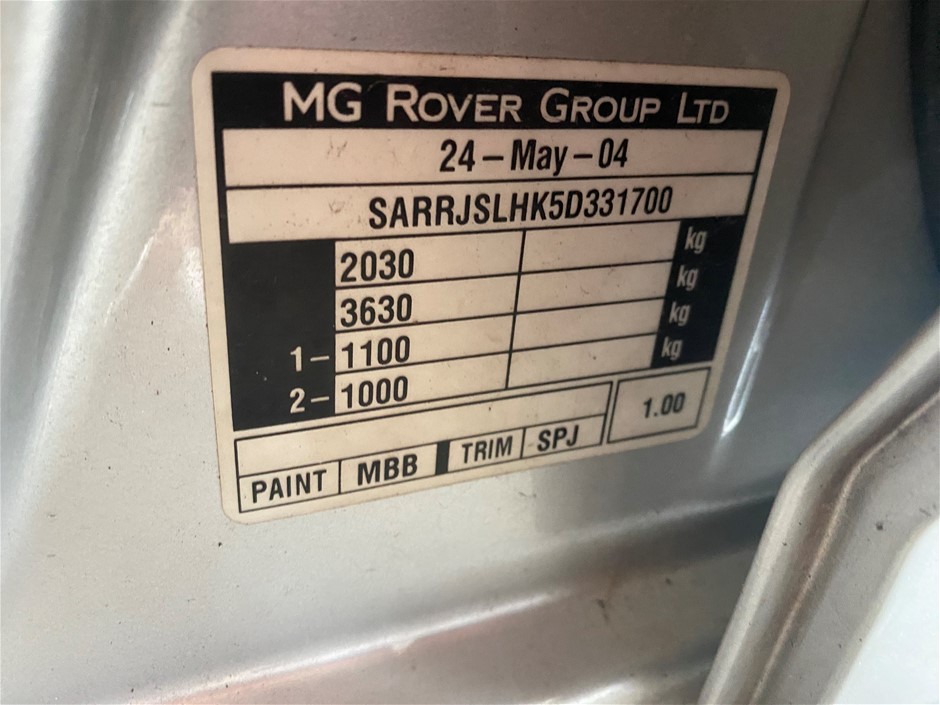 MG ROVER GROUP LTD
24-May-04
SARRJSLHK5D331700
kg
2030 kg
3630 kg
1-1100 kg
2-1000
1.00
PAINT MBB TRIM SPJ